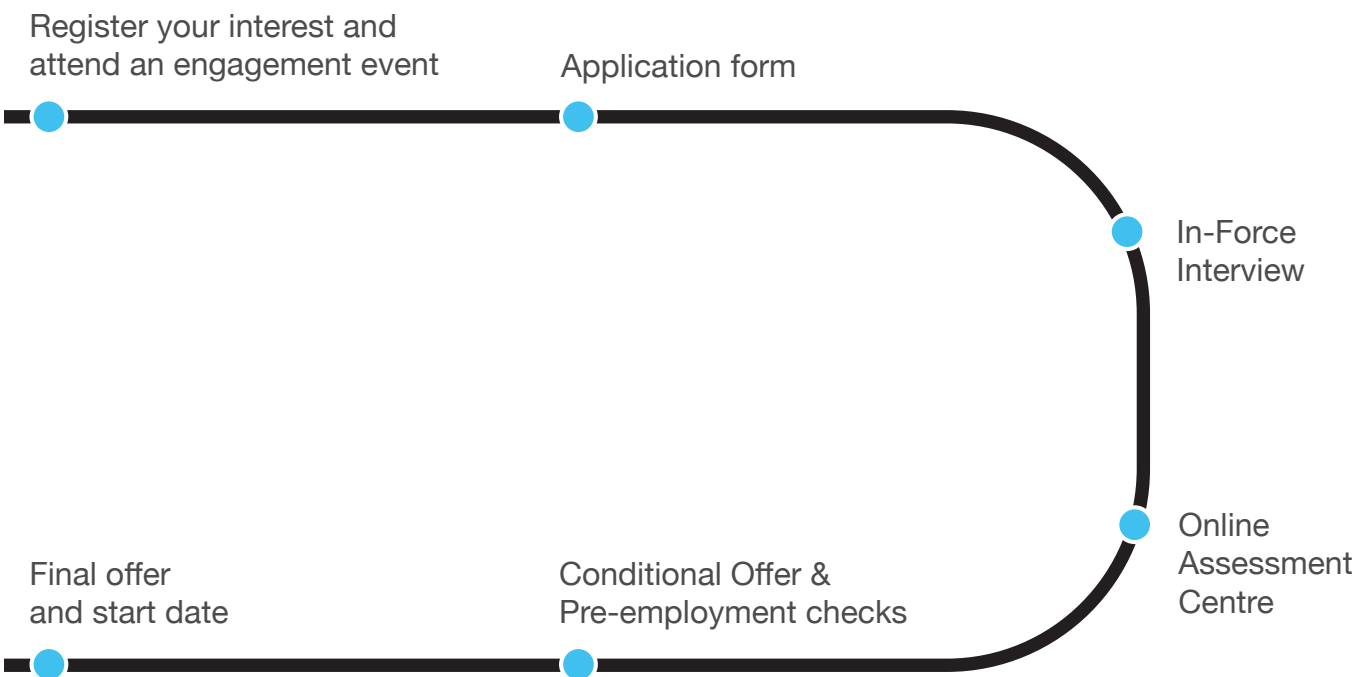 Register your interest and
attend an engagement event
Application form
In-Force
Interview
Online
Assessment
Centre
Conditional Offer &
Pre-employment checks
Final offer
and start date